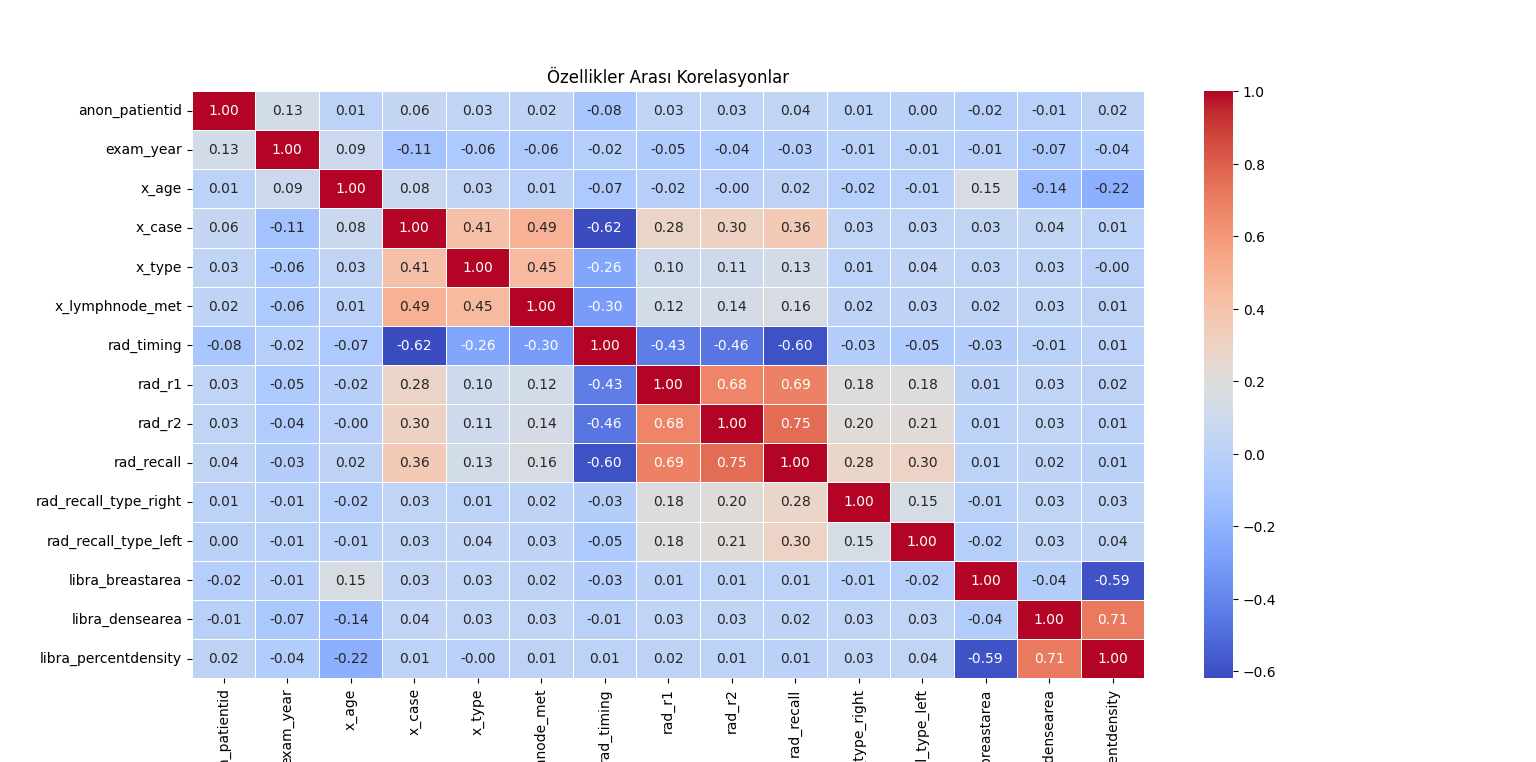 Özellikler Arası Korelasyonlar
anon_patientid 1.00 0.13 0.01 0.06 0.03 0.02 -0.08 0.03 0.03 0.04 0.01 0.00 -0.02 -0.01 0.02
exam_year 0.13 1.00 0.09 -0.11 -0.06 -0.06 -0.02 -0.05 -0.04 -0.03 -0.01 -0.01 -0.01 -0.07 -0.04
x_age 0.01 0.09 1.00 0.08 0.03 0.01 -0.07 -0.02 -0.00 0.02 -0.02 -0.01 0.15 -0.14 -0.22
x_case 0.06 -0.11 0.08 1.00 0.41 0.49 -0.62 0.28 0.30 0.36 0.03 0.03 0.03 0.04 0.01
x_type 0.03 -0.06 0.03 0.41 1.00 0.45 -0.26 0.10 0.11 0.13 0.01 0.04 0.03 0.03 -0.00
x_lymphnode_met 0.02 -0.06 0.01 0.49 0.45 1.00 -0.30 0.12 0.14 0.16 0.02 0.03 0.02 0.03 0.01
rad_timing -0.08 -0.02 -0.07 -0.62 -0.26 -0.30 1.00 -0.43 -0.46 -0.60 -0.03 -0.05 -0.03 -0.01 0.01
rad_r1 0.03 -0.05 -0.02 0.28 0.10 0.12 -0.43 1.00 0.68 0.69 0.18 0.18 0.01 0.03 0.02
rad_r2 0.03 -0.04 -0.00 0.30 0.11 0.14 -0.46 0.68 1.00 0.75 0.20 0.21 0.01 0.03 0.01
rad_recall 0.04 -0.03 0.02 0.36 0.13 0.16 -0.60 0.69 0.75 1.00 0.28 0.30 0.01 0.02 0.01
rad_recall_type_right 0.01 -0.01 -0.02 0.03 0.01 0.02 -0.03 0.18 0.20 0.28 1.00 0.15 -0.01 0.03 0.03
rad_recall_type_left 0.00 -0.01 -0.01 0.03 0.04 0.03 -0.05 0.18 0.21 0.30 0.15 1.00 -0.02 0.03 0.04
libra_breastarea -0.02 -0.01 0.15 0.03 0.03 0.02 -0.03 0.01 0.01 0.01 -0.01 -0.02 1.00 -0.04 -0.59
libra_densearea -0.01 -0.07 -0.14 0.04 0.03 0.03 -0.01 0.03 0.03 0.02 0.03 0.03 -0.04 1.00 0.71
libra_percentdensity 0.02 -0.04 -0.22 0.01 -0.00 0.01 0.01 0.02 0.01 0.01 0.03 0.04 -0.59 0.71 1.00
_patientid
exam_year
x_age
x_case
x_type
node_met
rad_timing
rad_r1
rad_r2
rad_recall
type_right
_type_left
breastarea
densearea
entdensity
1.0
0.8
0.6
0.4
0.2
0.0
−0.2
−0.4
−0.6